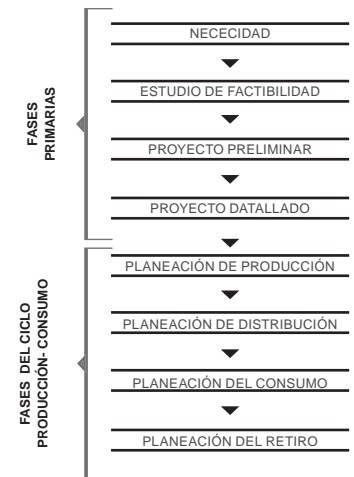 FASES
PRIMARIAS
NECECIDAD
ESTUDIO DE FACTIBILIDAD
PROYECTO PRELIMINAR
PROYECTO DATALLADO
FASES DEL CICLO
PRODUCCIÓN- CONSUMO
PLANEACIÓN DE PRODUCCIÓN
PLANEACIÓN DE DISTRIBUCIÓN
PLANEACIÓN DEL CONSUMO
PLANEACIÓN DEL RETIRO